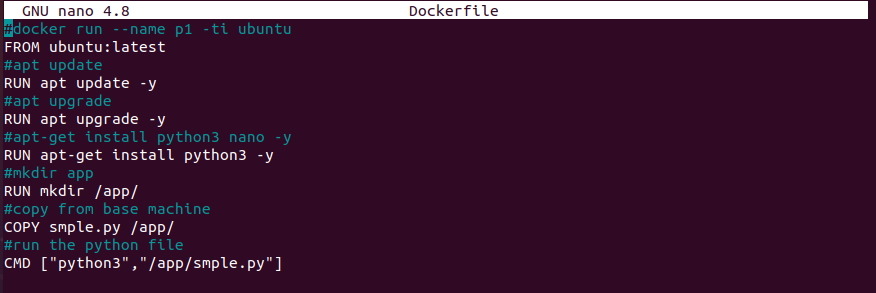 GNU nano 4.8 Dockerfile
#docker run --name p1 -ti ubuntu
FROM ubuntu:latest
#apt update
RUN apt update -y
#apt upgrade
RUN apt upgrade -y
#apt-get install python3 nano -y
RUN apt-get install python3 -y
#mkdir app
RUN mkdir /app/
#copy from base machine
COPY smple.py /app/
#run the python file
CMD ["python3","/app/smple.py"]